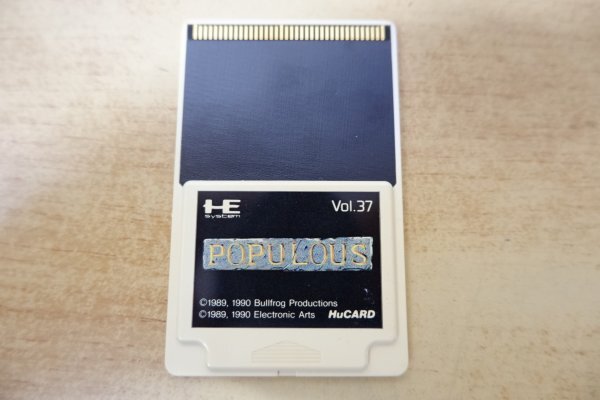 HE system
Vol.37
POPULOUS
©1989, 1990 Bullfrog Productions
©1989, 1990 Electronic Arts HuCARD